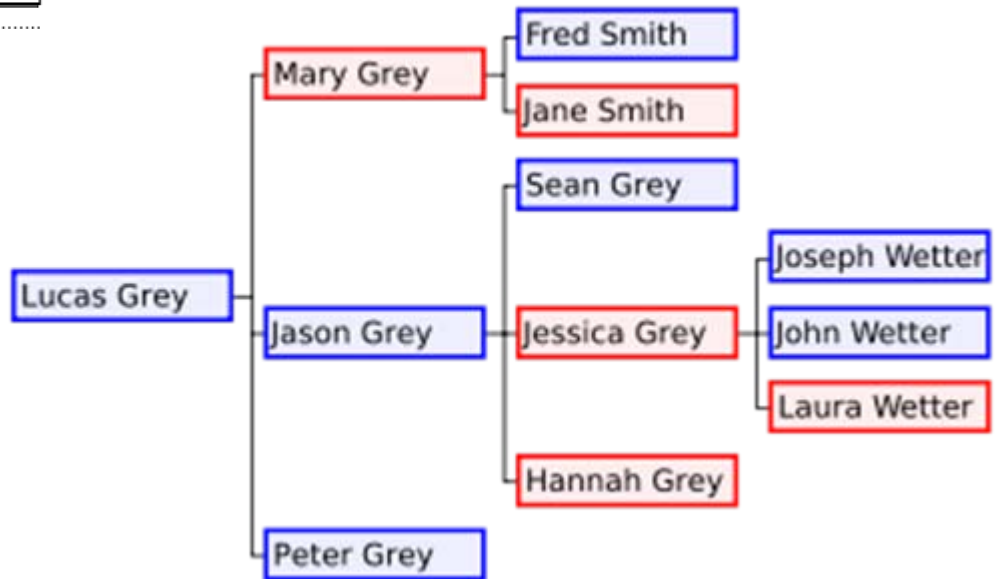 Fred Smith
Mary Grey
Jane Smith
Sean Grey
Joseph Wetter
Lucas Grey
Jason Grey
Jessica Grey
John Wetter
Laura Wetter
Hannah Grey
Peter Grey